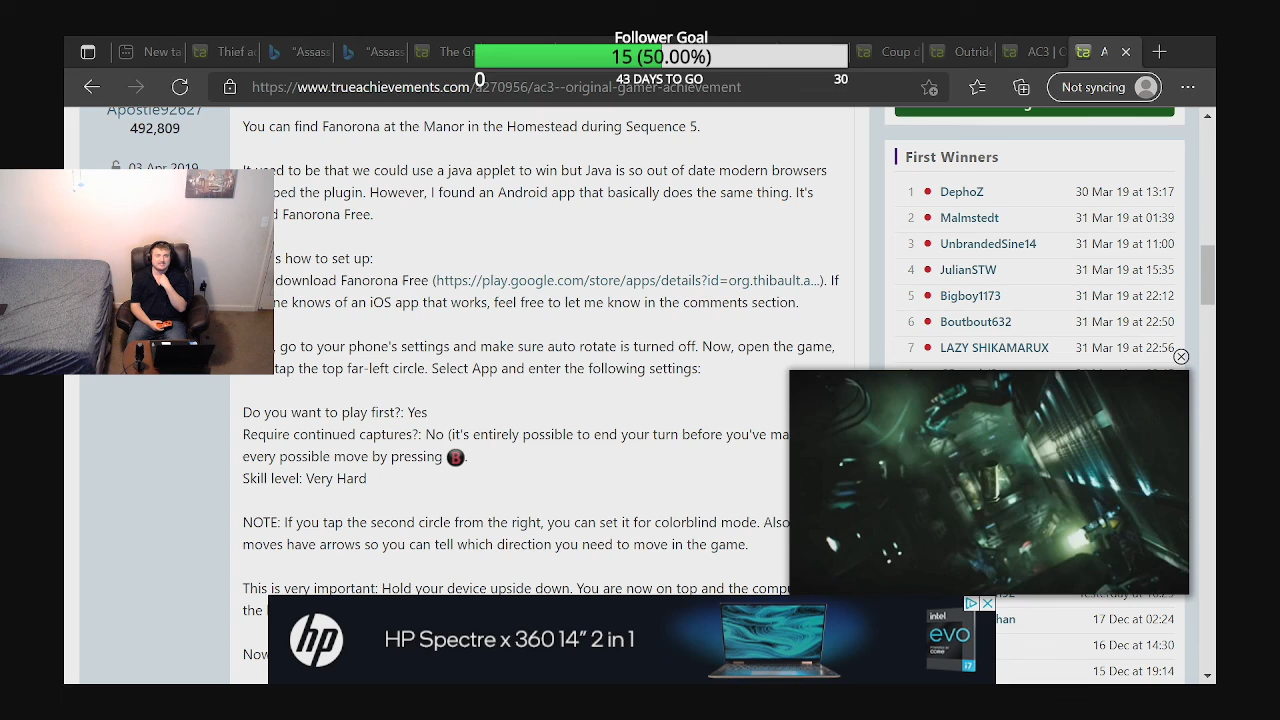 Follower Goal
15 (50.00%)
0
43 DAYS TO GO
30
New ta
Thief ac
"Assass
"Assass
The Gr
Coup d
Outride
AC3 | C
A
https://www.trueachievements.com/a270956/ac3--original-gamer-achievement
Not syncing
Apostle92627
492,809
03 Apr 2019
You can find Fanorona at the Manor in the Homestead during Sequence 5.
It used to be that we could use a java applet to win but Java is so out of date modern browsers
ped the plugin. However, I found an Android app that basically does the same thing. It's
d Fanorona Free.
s how to set up:
download Fanorona Free (https://play.google.com/store/apps/details?id=org.thibault.a...). If
ne knows of an iOS app that works, feel free to let me know in the comments section.
go to your phone's settings and make sure auto rotate is turned off. Now, open the game,
tap the top far-left circle. Select App and enter the following settings:
Do you want to play first?: Yes
Require continued captures?: No (it's entirely possible to end your turn before you've ma
every possible move by pressing B.
Skill level: Very Hard
NOTE: If you tap the second circle from the right, you can set it for colorblind mode. Also
moves have arrows so you can tell which direction you need to move in the game.
This is very important: Hold your device upside down. You are now on top and the compu
the
Now
First Winners
1 DephoZ 30 Mar 19 at 13:17
2 Malmstedt 31 Mar 19 at 01:39
3 UnbrandedSine14 31 Mar 19 at 11:00
4 JulianSTW 31 Mar 19 at 15:35
5 Bigboy1173 31 Mar 19 at 22:12
6 Boutbout632 31 Mar 19 at 22:50
7 LAZY SHIKAMARUX 31 Mar 19 at 22:56
han 17 Dec at 02:24
16 Dec at 14:30
15 Dec at 19:14
hp
HP Spectre x 360 14" 2 in 1
intel
evo
POWERED BY
CORE
i7